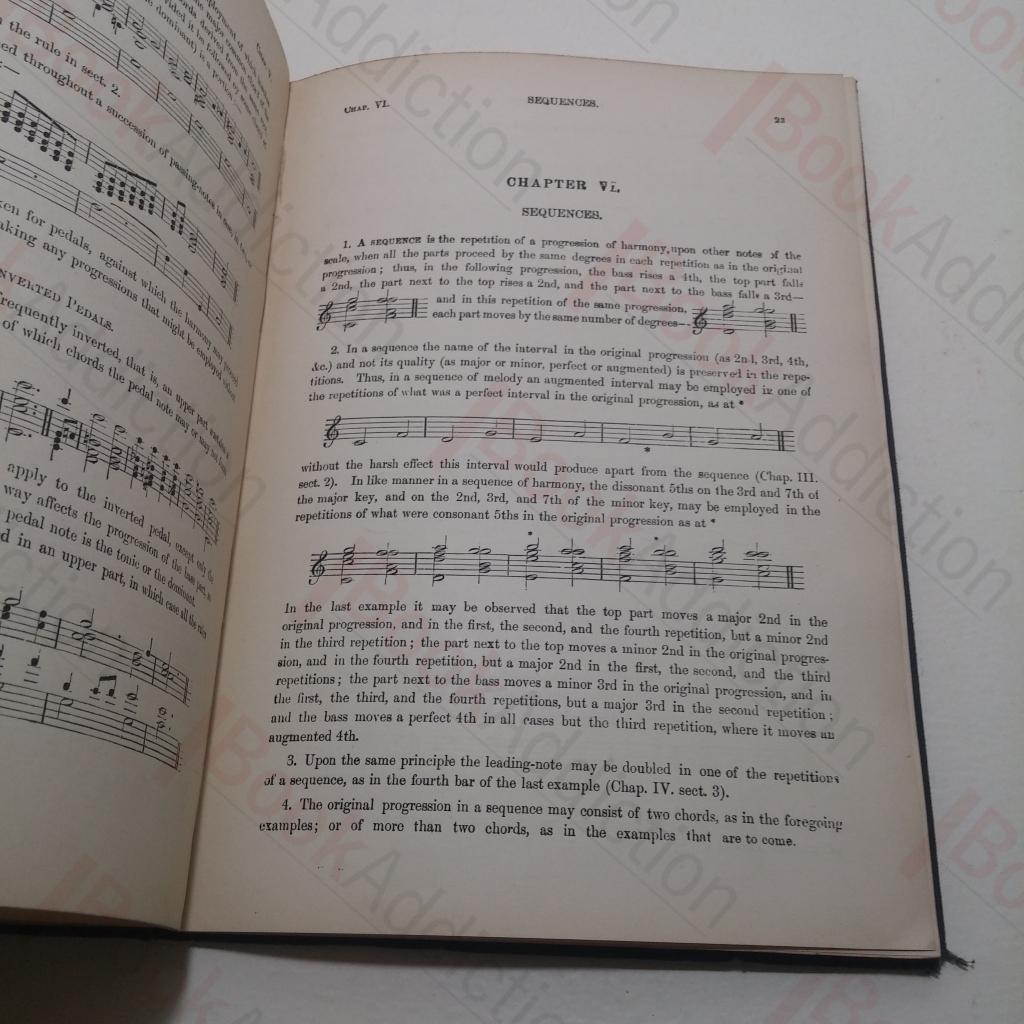 the rule in sect. 2.
ed throughout a succession of passing-notes
ken for pedals, against which the harmony may proceed
aking any progressions that might be employed without
NVERTED PEDALS.
requently inverted, that is, an upper part
of which chords the pedal note may or may not
apply to the inverted pedal, except only the
way affects the progression of the bass part,
pedal note is the tonic or the dominant.
d in an upper part, in which case all the rules
CHAP. VI.
SEQUENCES.
23
CHAPTER VI.
SEQUENCES.
1. A SEQUENCE is the repetition of a progression of harmony, upon other notes of the
scale, when all the parts proceed by the same degrees in each repetition as in the original
progression; thus, in the following progression, the bass rises a 4th, the top part falls
a 2nd, the part next to the top rises a 2nd, and the part next to the bass falls a 3rd—
and in this repetition of the same progression,
each part moves by the same number of degrees—
2. In a sequence the name of the interval in the original progression (as 2nd, 3rd, 4th,
&c.) and not its quality (as major or minor, perfect or augmented) is preserved in the repe-
titions. Thus, in a sequence of melody an augmented interval may be employed in one of
the repetitions of what was a perfect interval in the original progression, as at *
*
without the harsh effect this interval would produce apart from the sequence (Chap. III.
sect. 2). In like manner in a sequence of harmony, the dissonant 5ths on the 3rd and 7th of
the major key, and on the 2nd, 3rd, and 7th of the minor key, may be employed in the
repetitions of what were consonant 5ths in the original progression as at *
* *
In the last example it may be observed that the top part moves a major 2nd in the
original progression, and in the first, the second, and the fourth repetition, but a minor 2nd
in the third repetition; the part next to the top moves a minor 2nd in the original progres-
sion, and in the fourth repetition, but a major 2nd in the first, the second, and the third
repetitions; the part next to the bass moves a minor 3rd in the original progression, and in
the first, the third, and the fourth repetitions, but a major 3rd in the second repetition;
and the bass moves a perfect 4th in all cases but the third repetition, where it moves an
augmented 4th.
3. Upon the same principle the leading-note may be doubled in one of the repetitions
of a sequence, as in the fourth bar of the last example (Chap. IV. sect. 3).
4. The original progression in a sequence may consist of two chords, as in the foregoing
examples; or of more than two chords, as in the examples that are to come.
BookAddiction